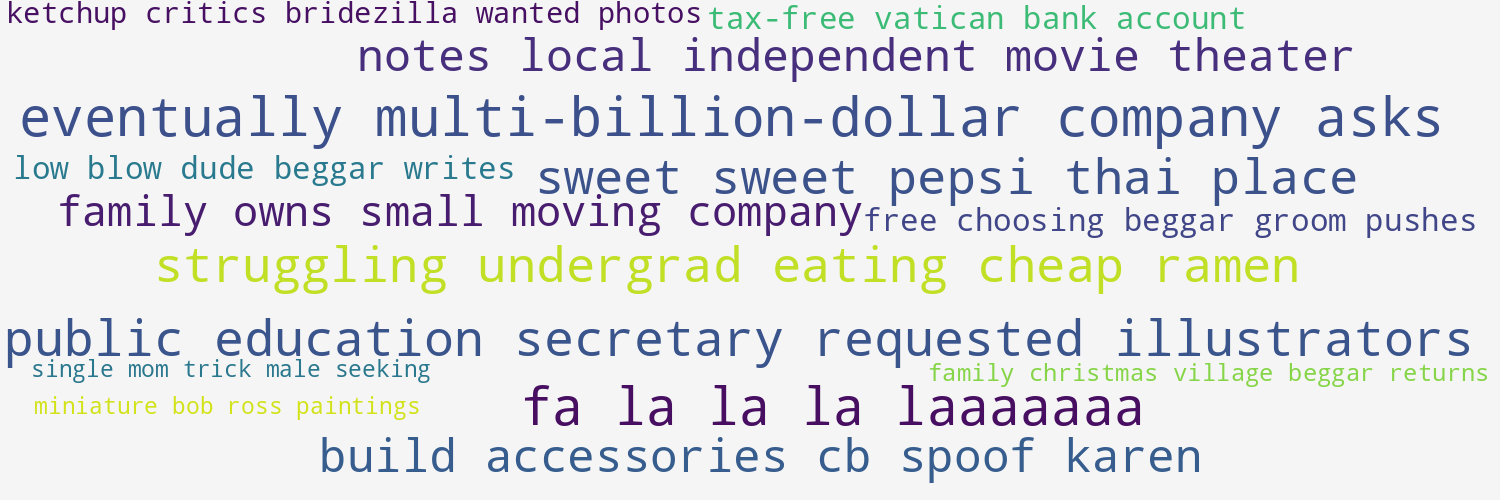 ketchup critics bridezilla wanted photos
tax-free vatican bank account
notes local independent movie theater
eventually multi-billion-dollar company asks
low blow dude beggar writes
sweet sweet pepsi thai place
family owns small moving company
free choosing beggar groom pushes
struggling undergrad eating cheap ramen
public education secretary requested illustrators
single mom trick male seeking
family christmas village beggar returns
miniature bob ross paintings
fa la la la laaaaaaa
build accessories cb spoof karen